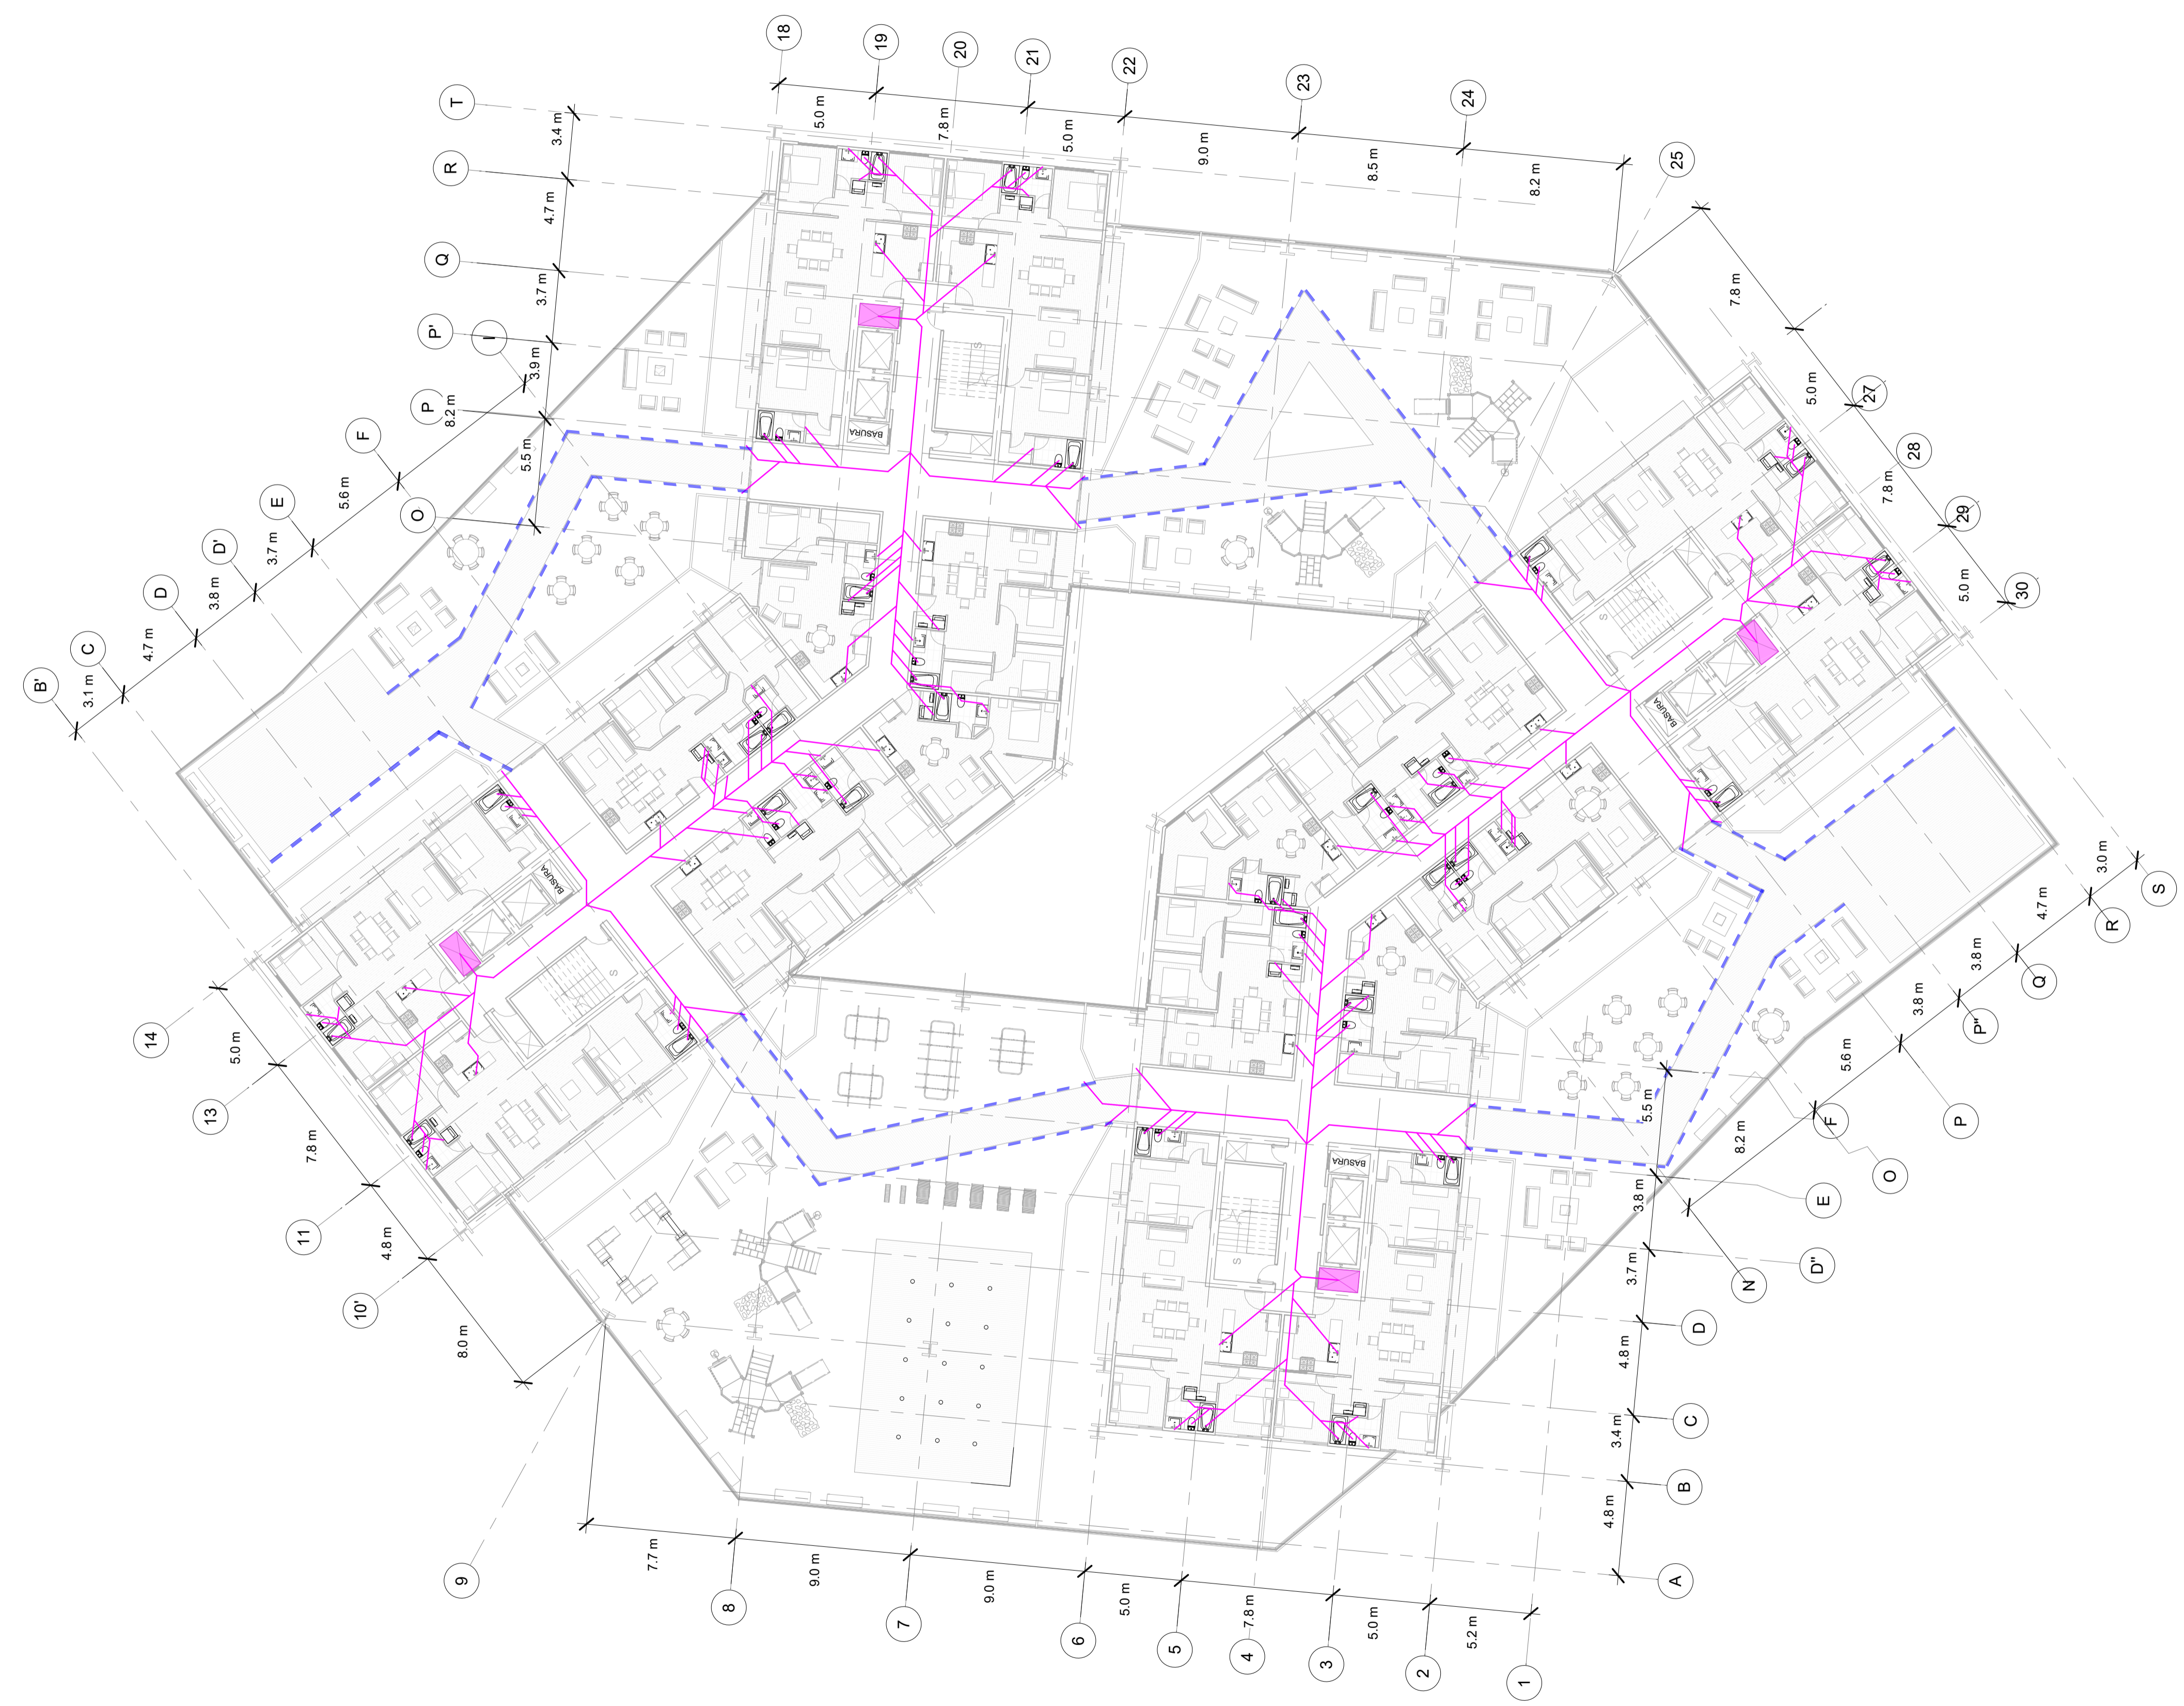 18
19
20
21
22
23
24
25
5.0 m
7.8 m
5.0 m
9.0 m
8.5 m
8.2 m
T
R
Q
P'
I
P
O
3.4 m
4.7 m
3.7 m
3.9 m
5.5 m
8.2 m
F
E
D'
D
C
B'
5.6 m
3.7 m
3.8 m
4.7 m
3.1 m
7.8 m
5.0 m
7.8 m
5.0 m
27
28
29
30
BASURA
S
BASURA
S
BASURA
S
BASURA
S
14
13
11
10'
9
5.0 m
7.8 m
4.8 m
8.0 m
3.0 m
4.7 m
3.8 m
3.8 m
5.6 m
8.2 m
S
R
Q
P"
P
F
O
N
5.5 m
3.8 m
3.7 m
4.8 m
3.4 m
4.8 m
E
D"
D
C
B
A
7.7 m
9.0 m
9.0 m
5.0 m
7.8 m
5.0 m
5.2 m
8
7
6
5
4
3
2
1